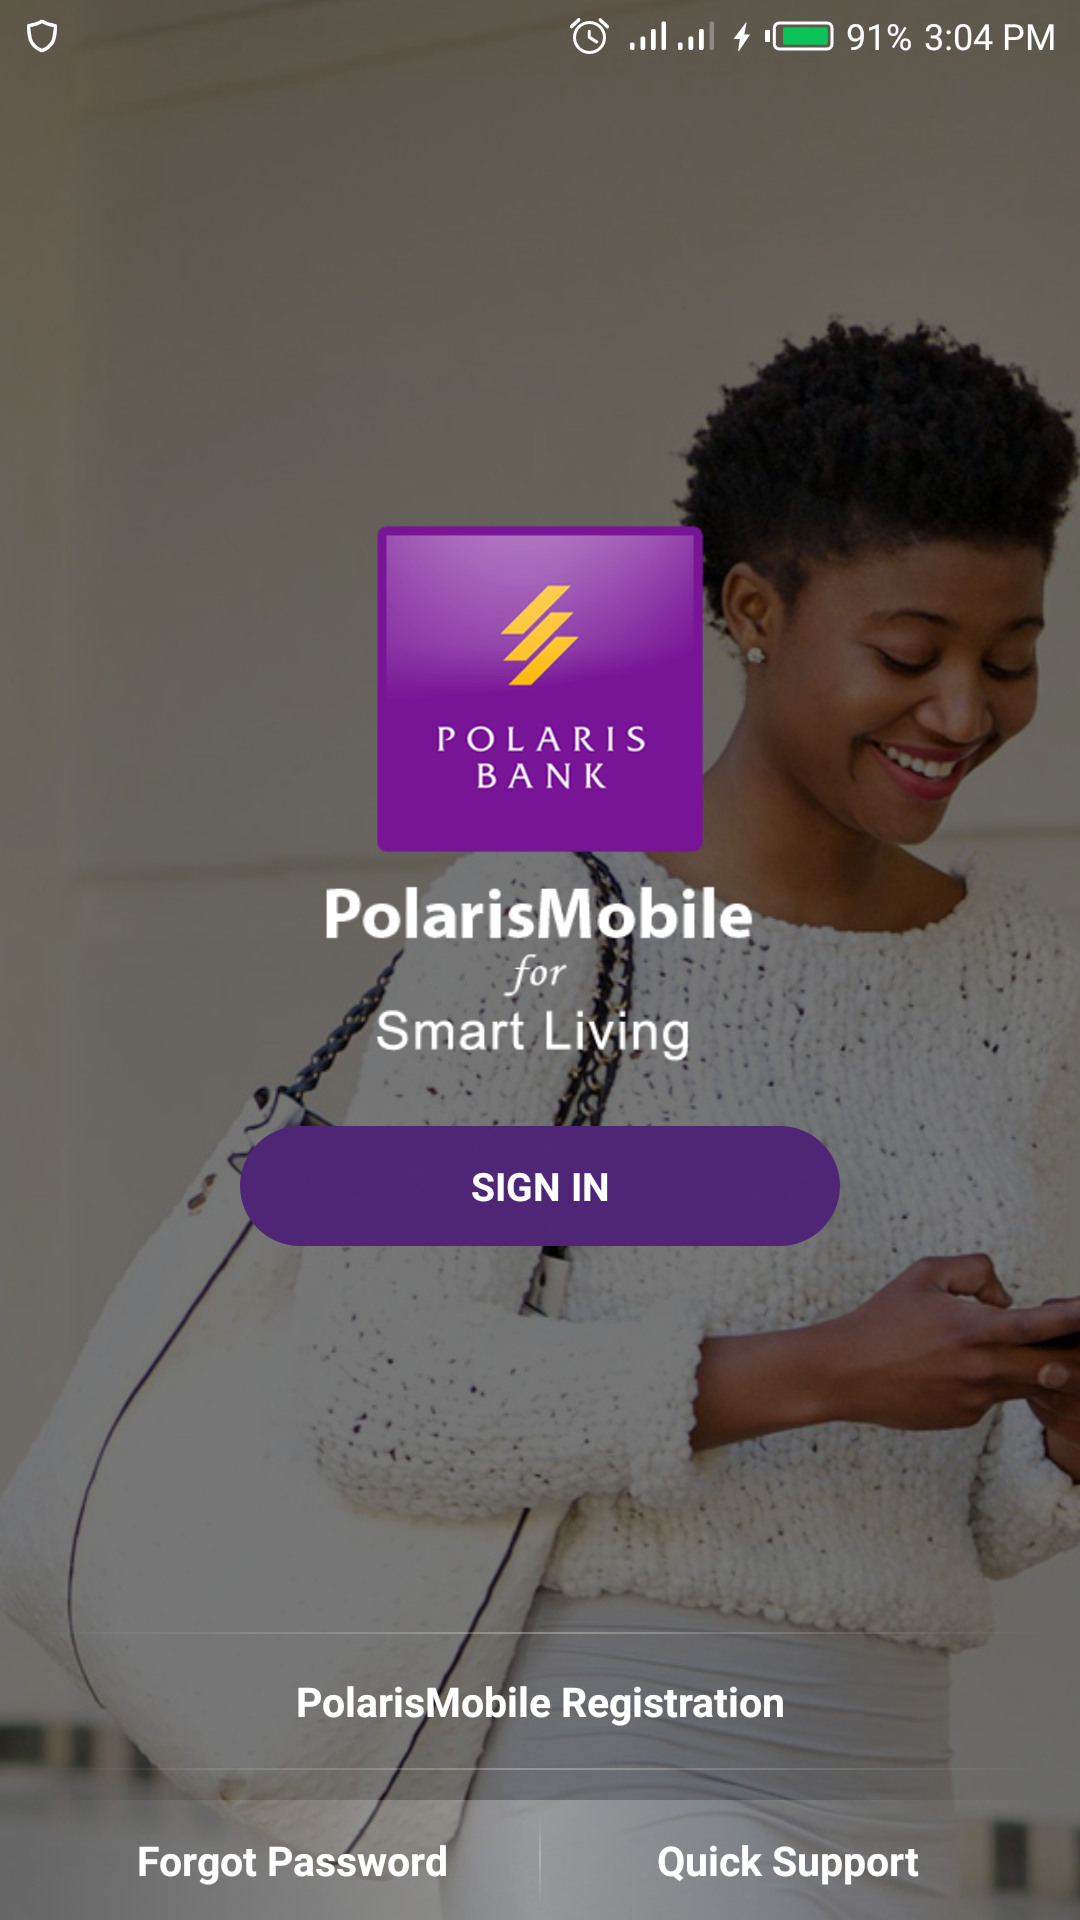 91% 3:04 PM
POLARIS
BANK
PolarisMobile
for
Smart Living
SIGN IN
PolarisMobile Registration
Forgot Password
Quick Support